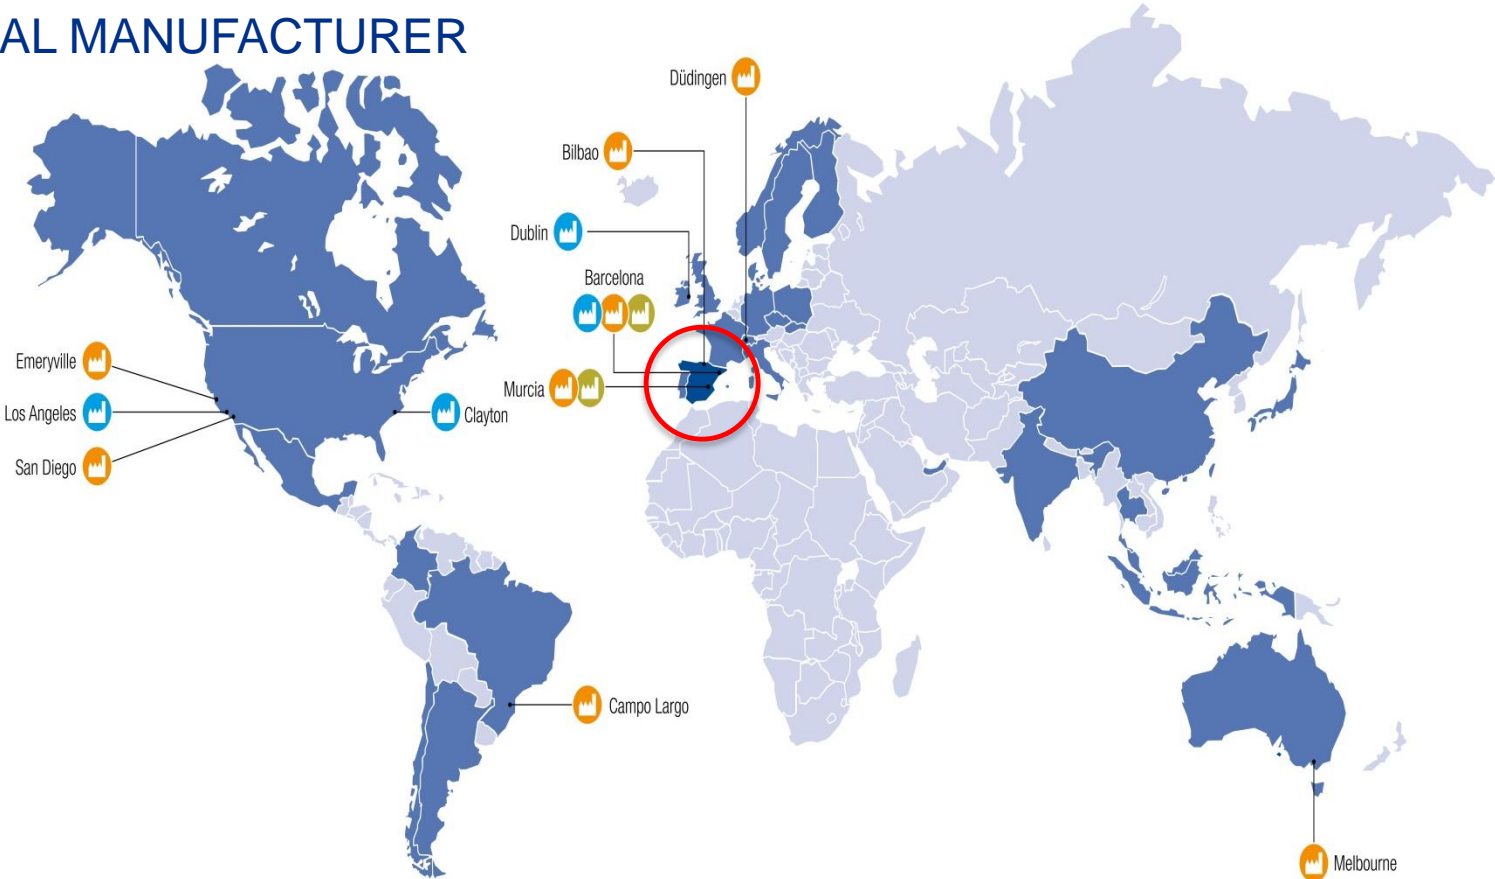 AL MANUFACTURER
Düdingen
Bilbao
Dublin
Barcelona
Emeryville
Murcia
Los Angeles
Clayton
San Diego
Campo Largo
Melbourne